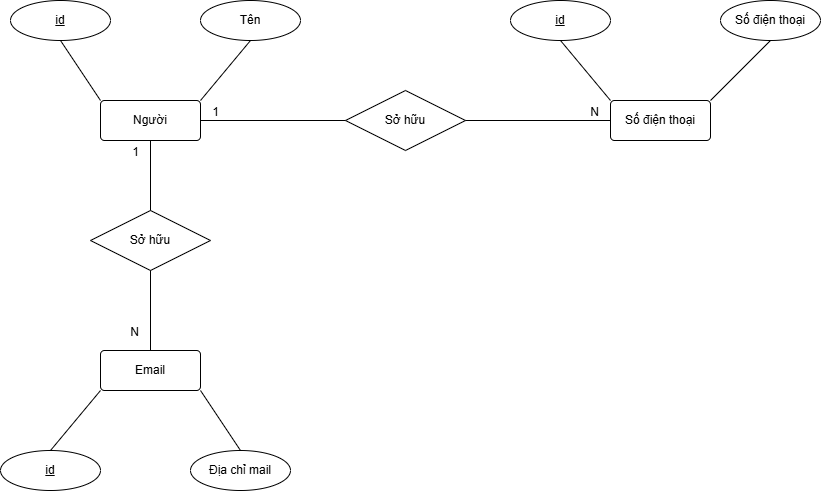 id
Tên
id
Số điện thoại
Người
1
Sở hữu
N
Số điện thoại
1
Sở hữu
N
Email
id
Địa chỉ mail